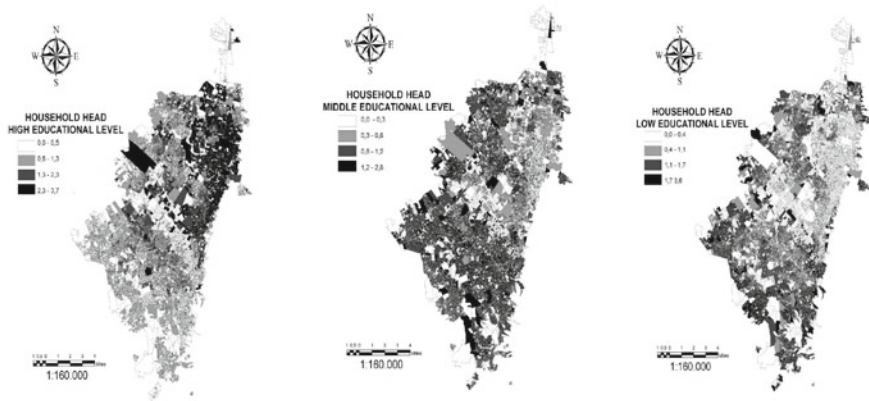 N
W E
S
HOUSEHOLD HEAD
HIGH EDUCATIONAL LEVEL
0,0 - 0,5
0,5 - 1,3
1,3 - 2,3
2,3 - 3,7
1:160.000
N
W E
S
HOUSEHOLD HEAD
MIDDLE EDUCATIONAL LEVEL
0,0 - 0,3
0,3 - 0,8
1,2 - 2,8
1:160.000
N
W E
S
HOUSEHOLD HEAD
LOW EDUCATIONAL LEVEL
0,0 - 0,4
0,4 - 1,1
1,1 - 1,7
1,7 3,6
1:160.000